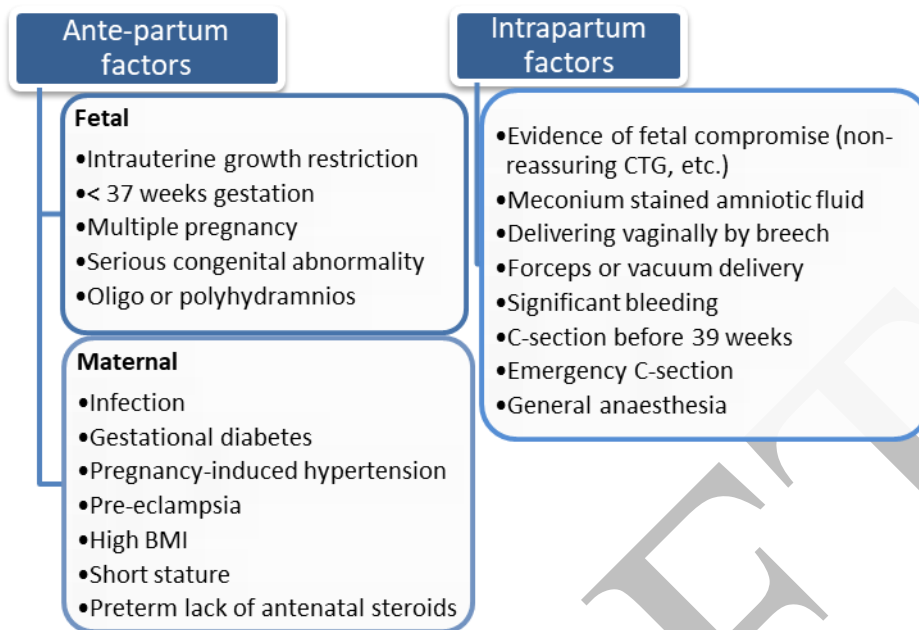 Ante-partum
factors
Fetal
•Intrauterine growth restriction
•< 37 weeks gestation
•Multiple pregnancy
•Serious congenital abnormality
•Oligo or polyhydramnios
Maternal
•Infection
•Gestational diabetes
•Pregnancy-induced hypertension
•Pre-eclampsia
•High BMI
•Short stature
•Preterm lack of antenatal steroids
Intrapartum
factors
•Evidence of fetal compromise (non-
reassuring CTG, etc.)
•Meconium stained amniotic fluid
•Delivering vaginally by breech
•Forceps or vacuum delivery
•Significant bleeding
•C-section before 39 weeks
•Emergency C-section
•General anaesthesia